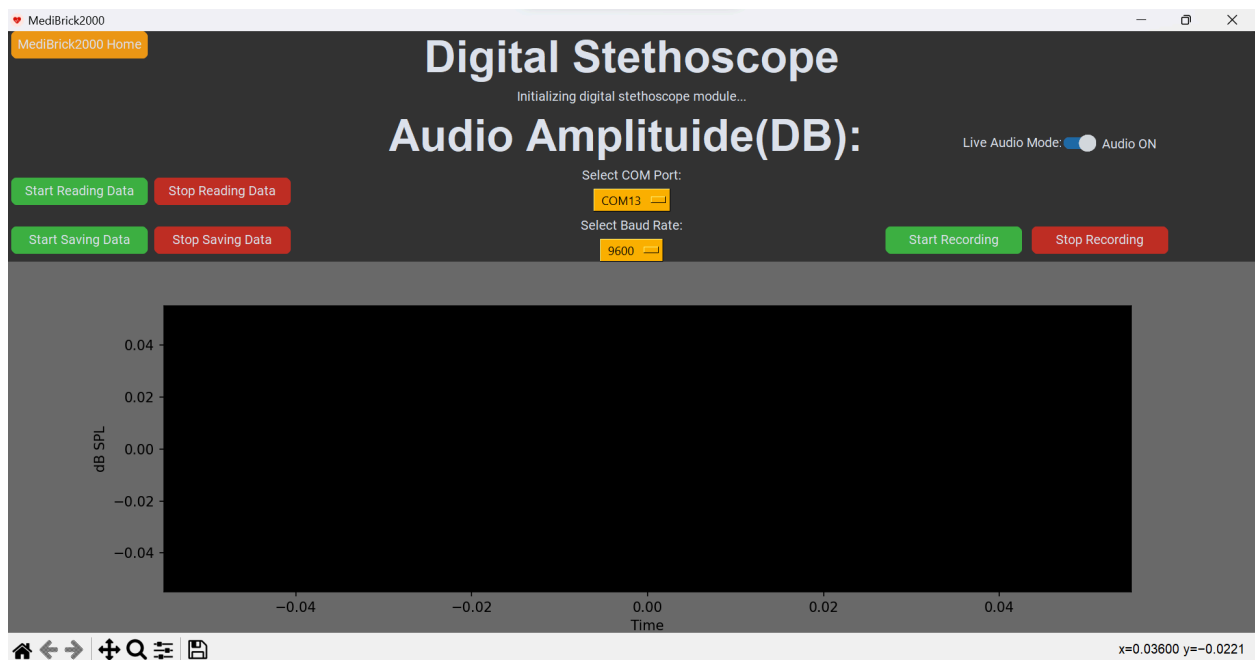 MediBrick2000
MediBrick2000 Home
Digital Stethoscope
Initializing digital stethoscope module...
Audio Amplituide(DB):
Live Audio Mode: Audio ON
Select COM Port:
Start Reading Data Stop Reading Data
COM13
Select Baud Rate:
Start Saving Data Stop Saving Data
9600
Start Recording Stop Recording
0.04
0.02
0.00
−0.02
−0.04
dB SPL
−0.04 −0.02 0.00 0.02 0.04
Time
x=0.03600 y=−0.0221